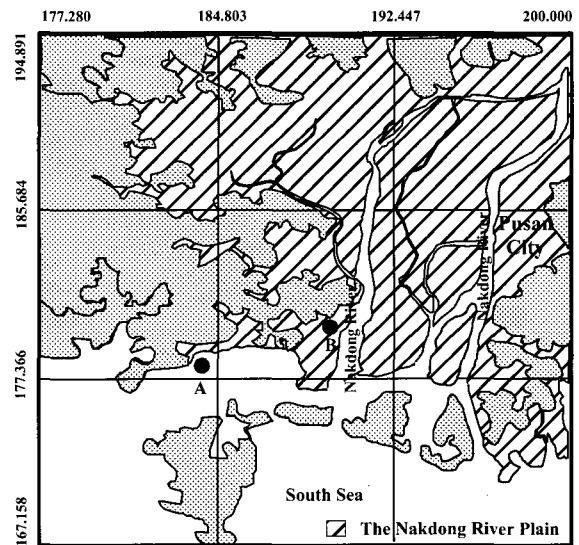 177.280 184.803 192.447 200.000
194.891
185.684
177.366
167.158
Pusan
City
Nakdong River
Nakdong River
A
B
South Sea
The Nakdong River Plain